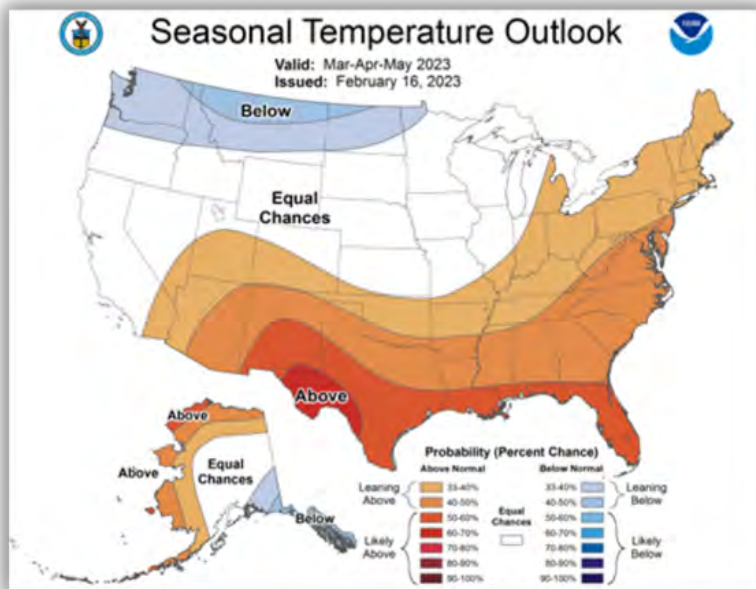 Seasonal Temperature Outlook
Valid: Mar-Apr-May 2023
Issued: February 16, 2023
Below
Equal
Chances
Above
Above
Above
Equal
Chances
Below
Probability (Percent Chance)
Above Normal
Below Normal
Leaning
Above
33-40%
40-50%
Likely
Above
50-60%
60-70%
70-80%
80-90%
90-100%
Equal
Chances
33-40%
40-50%
Leaning
Below
50-60%
60-70%
70-80%
80-90%
90-100%
Likely
Below